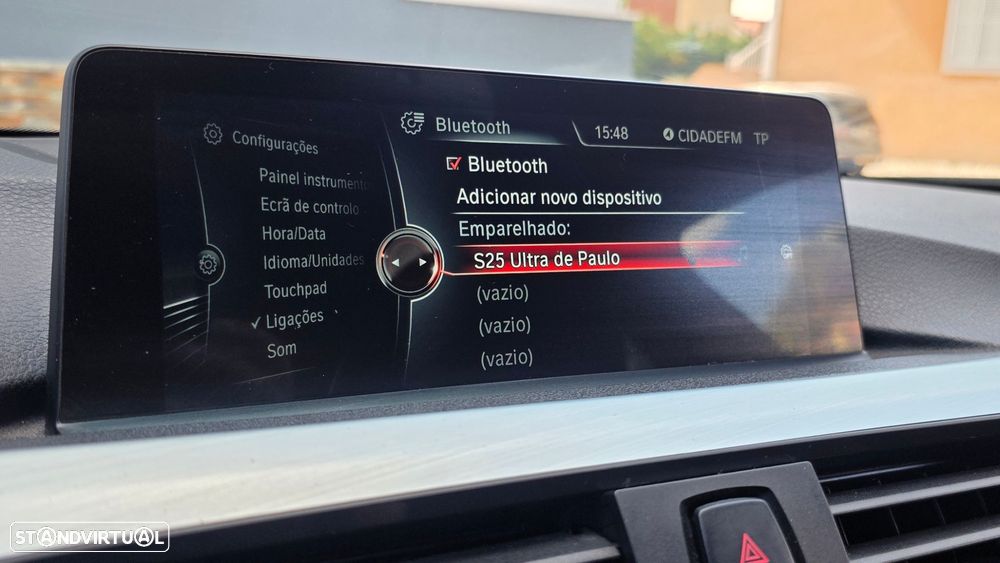 Configurações
Painel instrumento
Ecrã de controlo
Hora/Data
Idioma/Unidades
Touchpad
Ligações
Som
Bluetooth
15:48
CIDADEFM TP
Bluetooth
Adicionar novo dispositivo
Emparelhado:
S25 Ultra de Paulo
(vazio)
(vazio)
(vazio)
STANDVIRTUAL